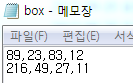 box - 메모장
파일(F) 편집(E) 서식
89,23,83,12
216,49,27,11